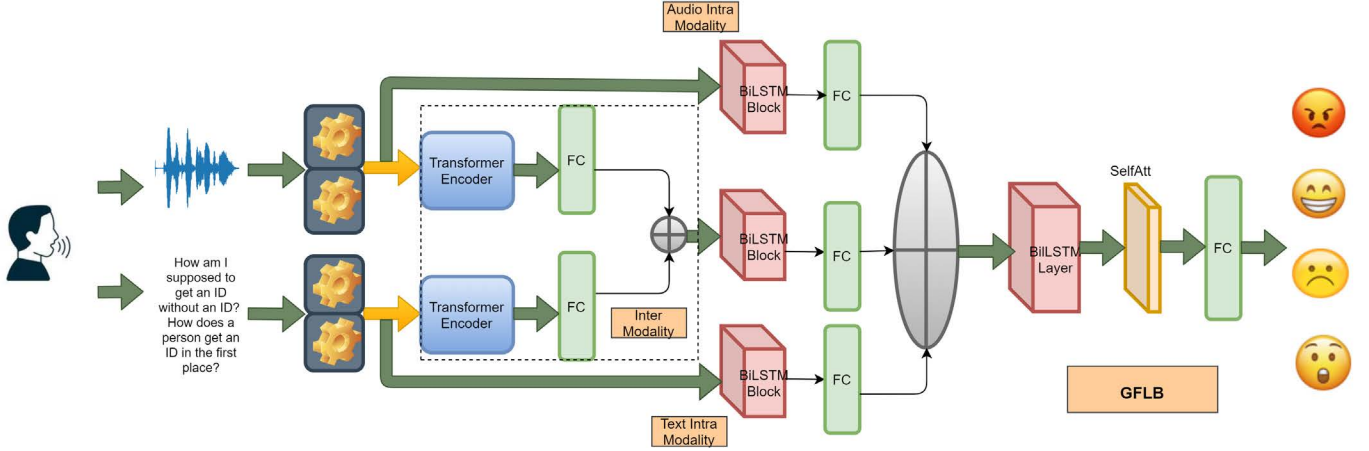 Audio Intra
Modality
BiLSTM
Block
FC
Transformer
Encoder
FC
SelfAtt
How am I
supposed to
get an ID
without an ID?
How does a
person get an
ID in the first
place?
BiLSTM
Block
FC
BiILSTM
Layer
FC
Transformer
Encoder
FC
Inter
Modality
BiLSTM
Block
FC
Text Intra
Modality
GFLB